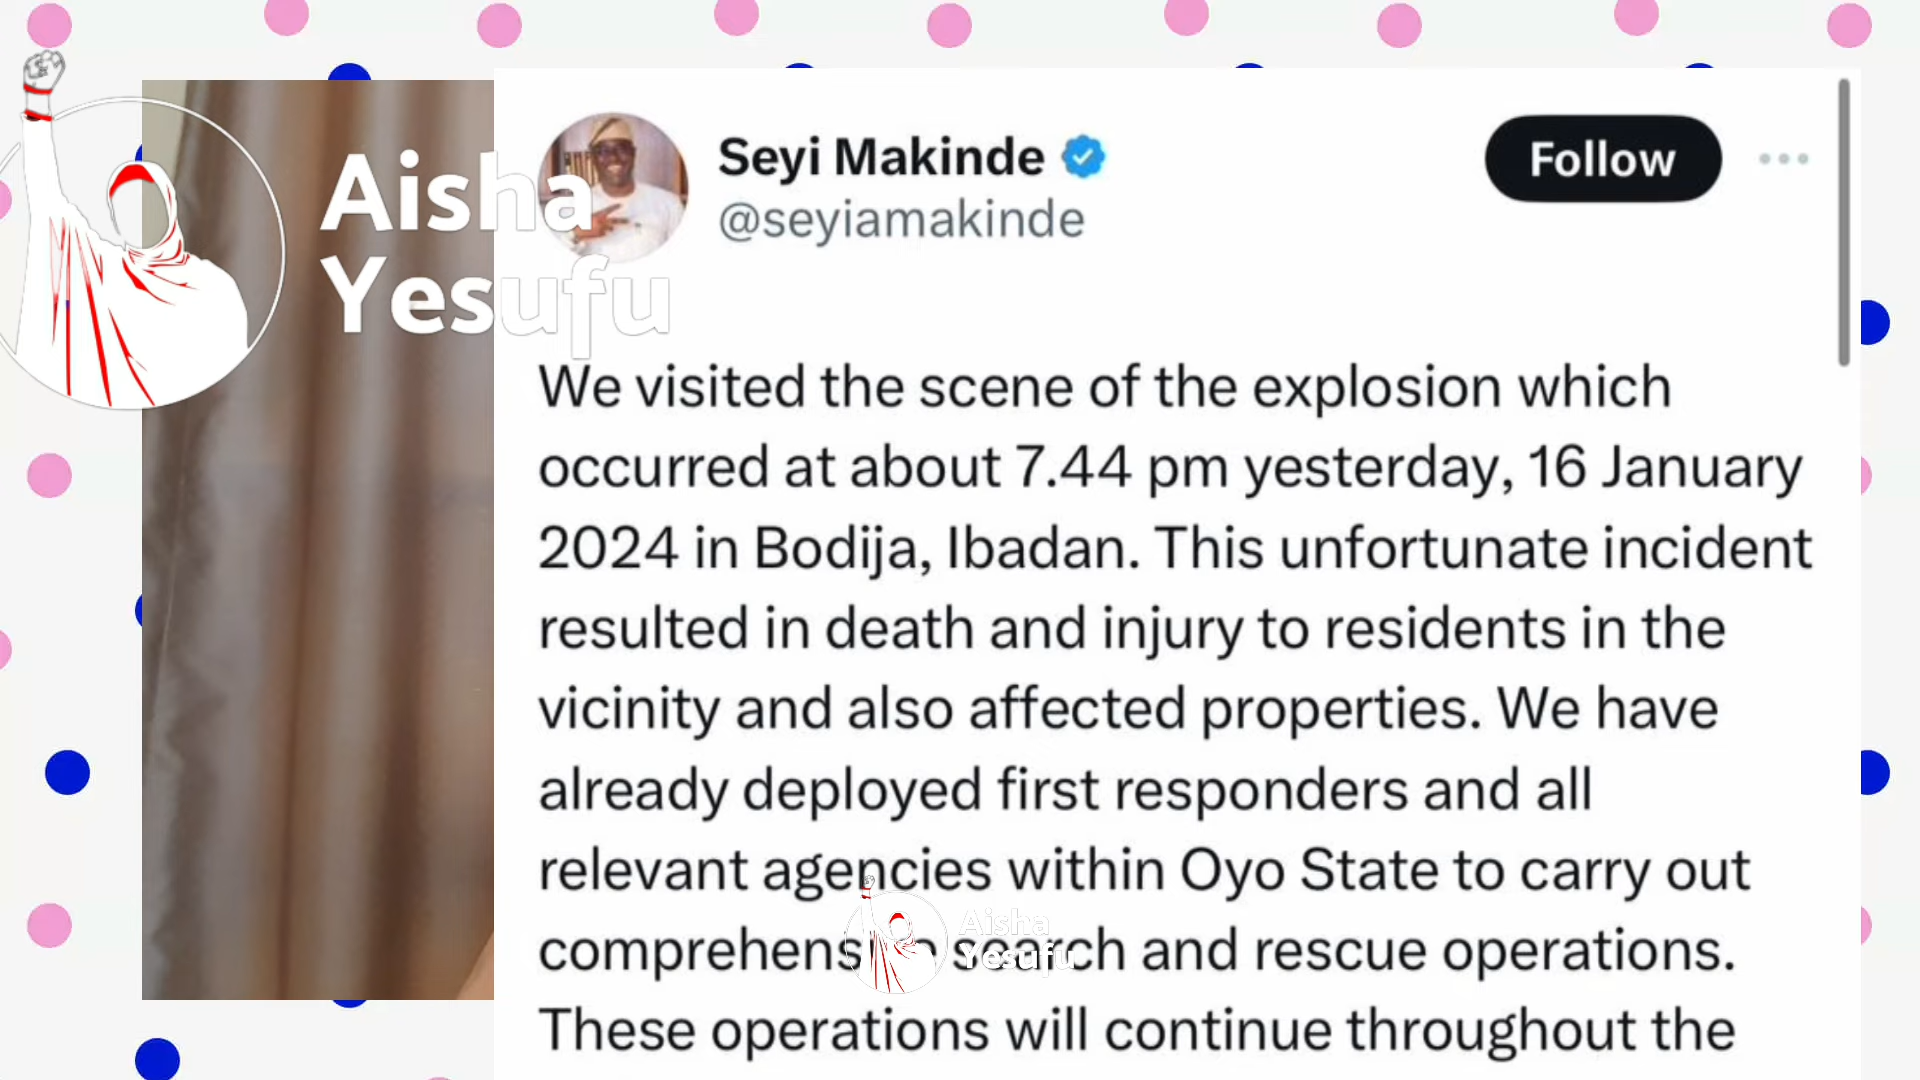 Aisha
Yesufu
Seyi Makinde
@seyiamakinde
Follow
We visited the scene of the explosion which
occurred at about 7.44 pm yesterday, 16 January
2024 in Bodija, Ibadan. This unfortunate incident
resulted in death and injury to residents in the
vicinity and also affected properties. We have
already deployed first responders and all
relevant agencies within Oyo State to carry out
comprehensive search and rescue operations.
These operations will continue throughout the
Aisha
Yesufu